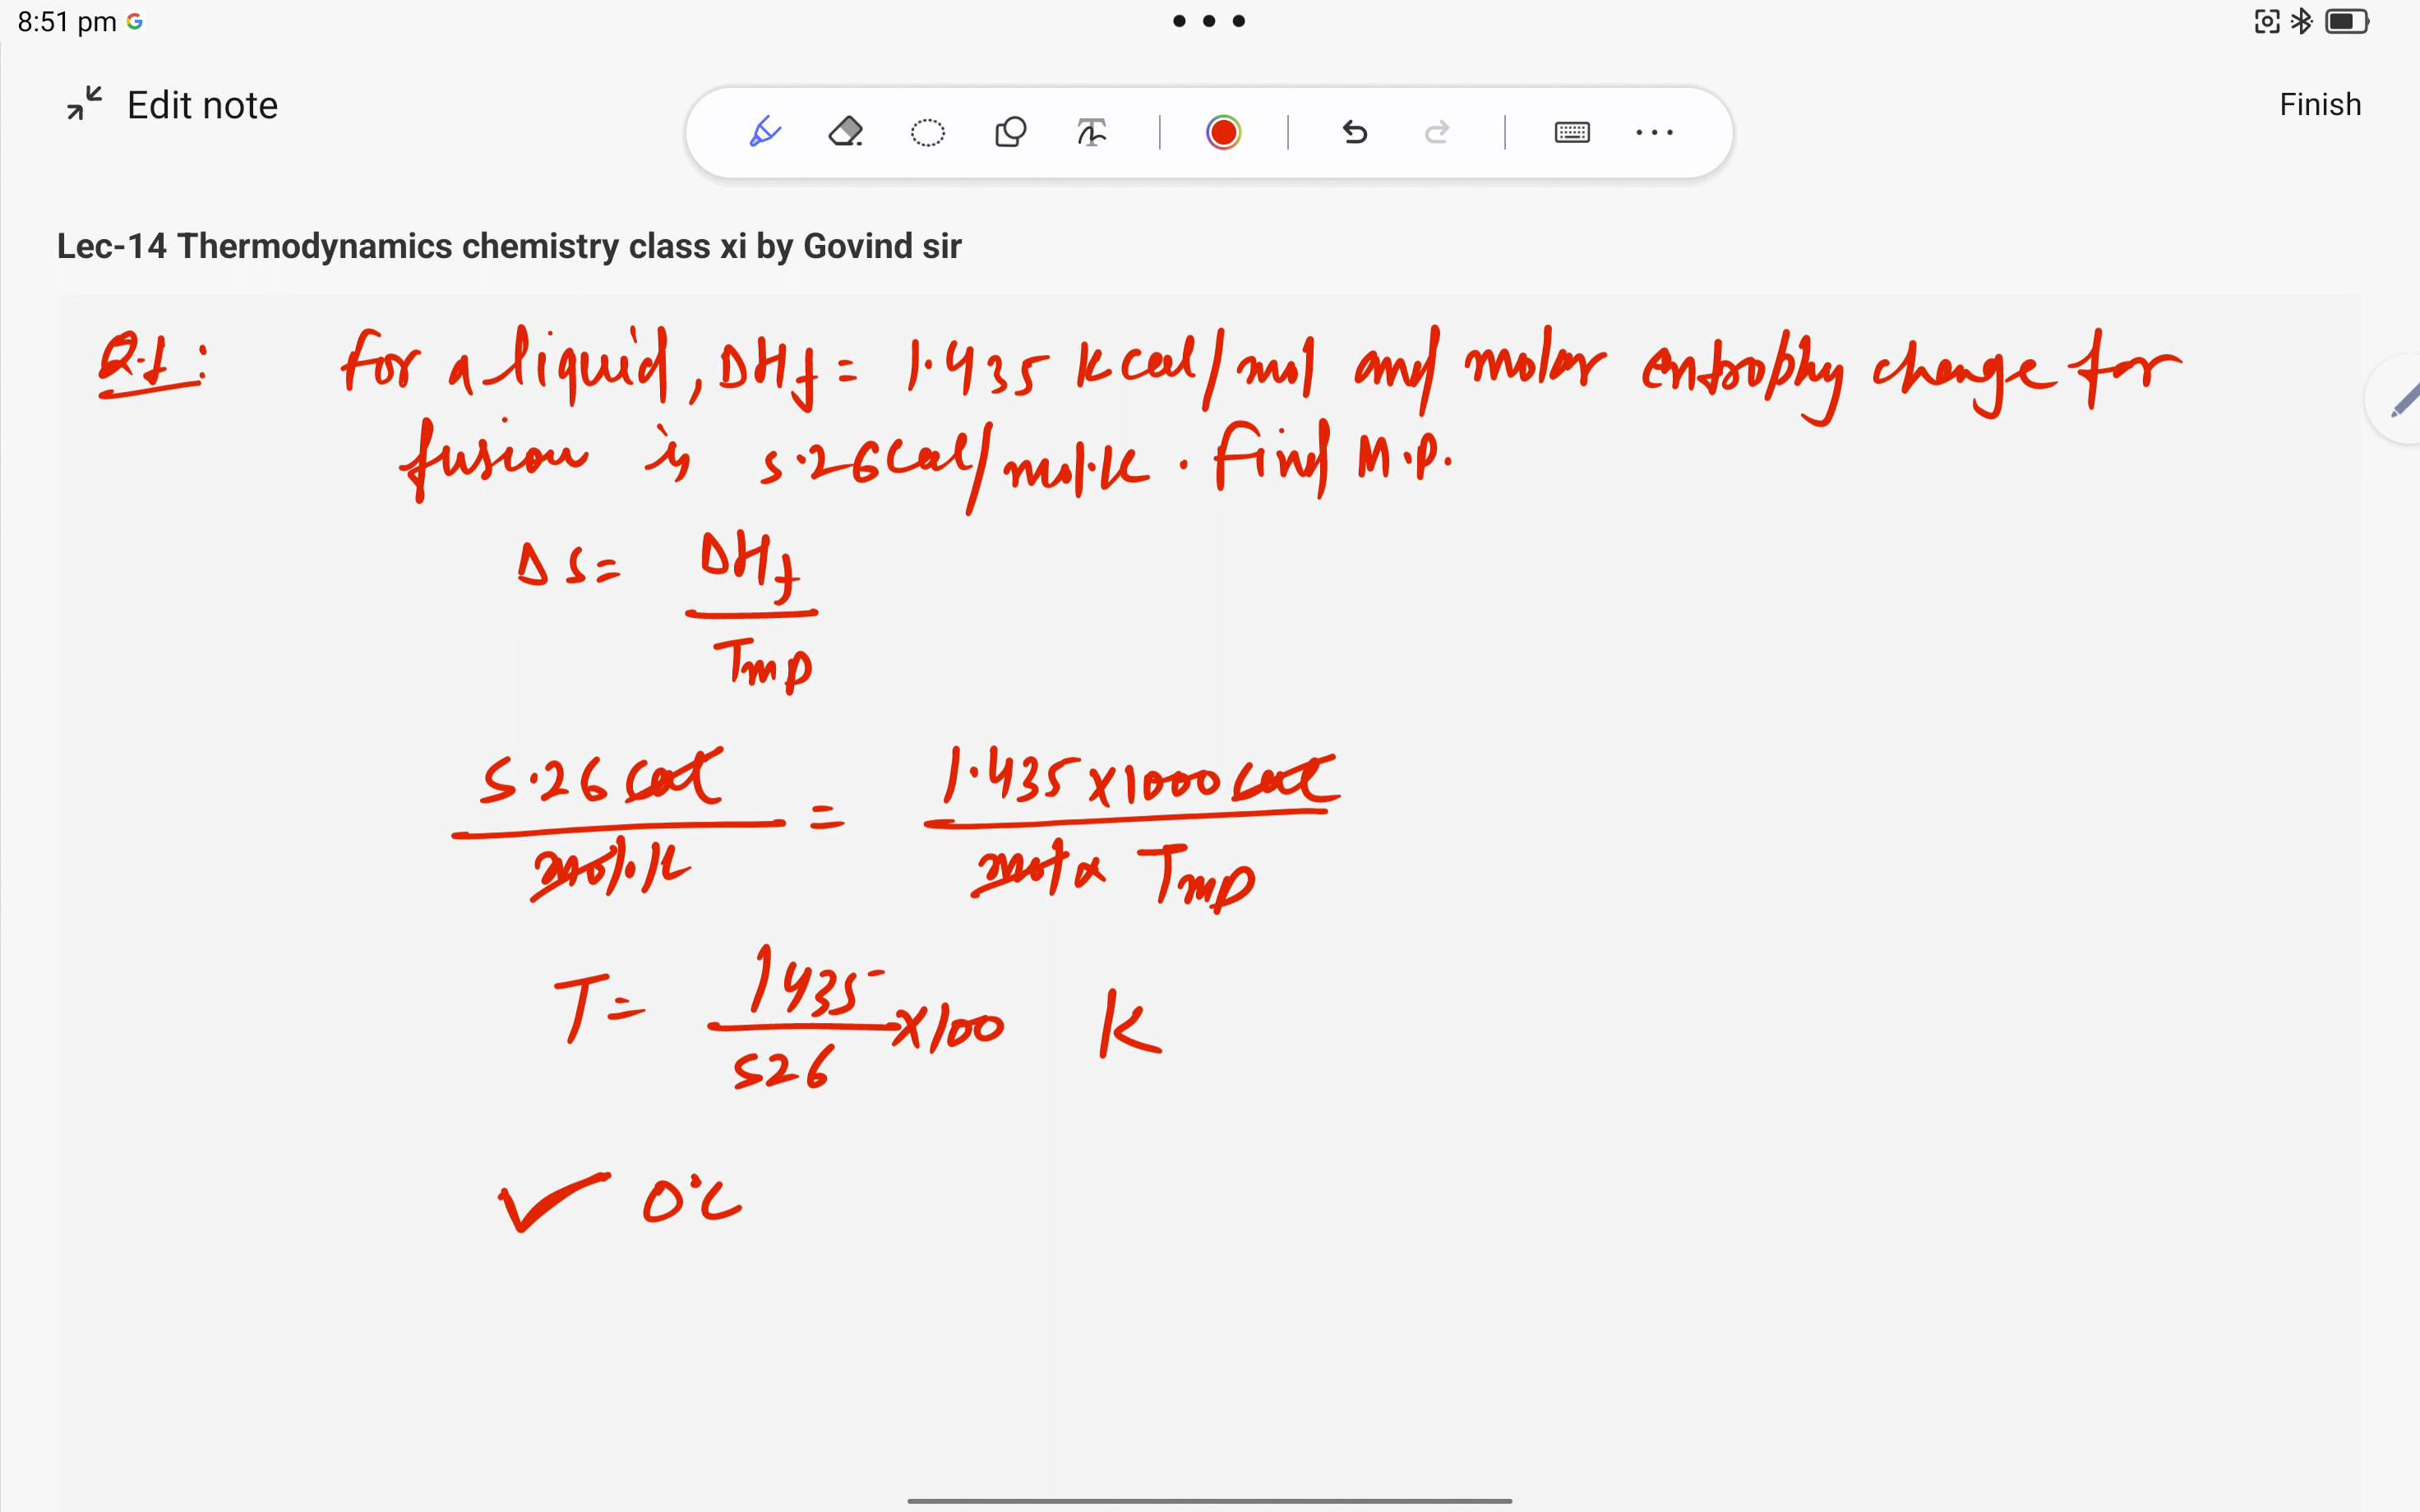 8:51 pm
Edit note
Finish
Lec-14 Thermodynamics chemistry class xi by Govind sir
Q.1: for a liquid, ΔHf = 1.435 kcal/mol and molar entrophy change for
fusion is 5.26 Cal/mol.K . find M.P.
ΔS = ΔHf / Tmp
5.26 cal / mol.K = 1.435 x 1000 cal / mol x Tmp
T = 1435 / 526 x 100 K
✓ 0°C